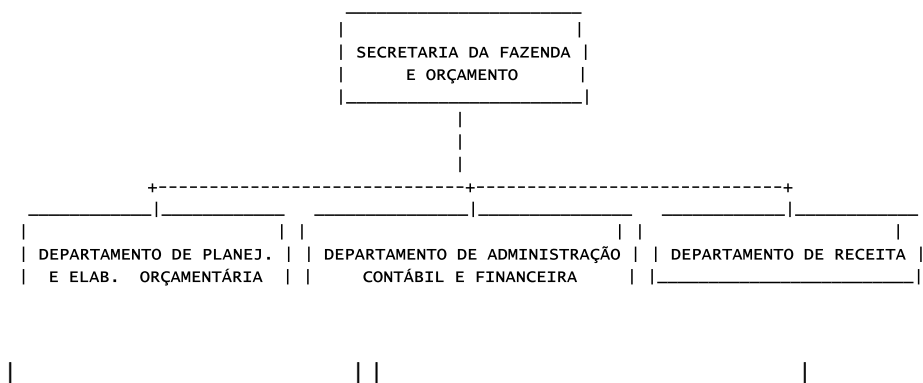 SECRETARIA DA FAZENDA
E ORÇAMENTO
DEPARTAMENTO DE PLANEJ.
E ELAB. ORÇAMENTÁRIA
DEPARTAMENTO DE ADMINISTRAÇÃO
CONTÁBIL E FINANCEIRA
DEPARTAMENTO DE RECEITA